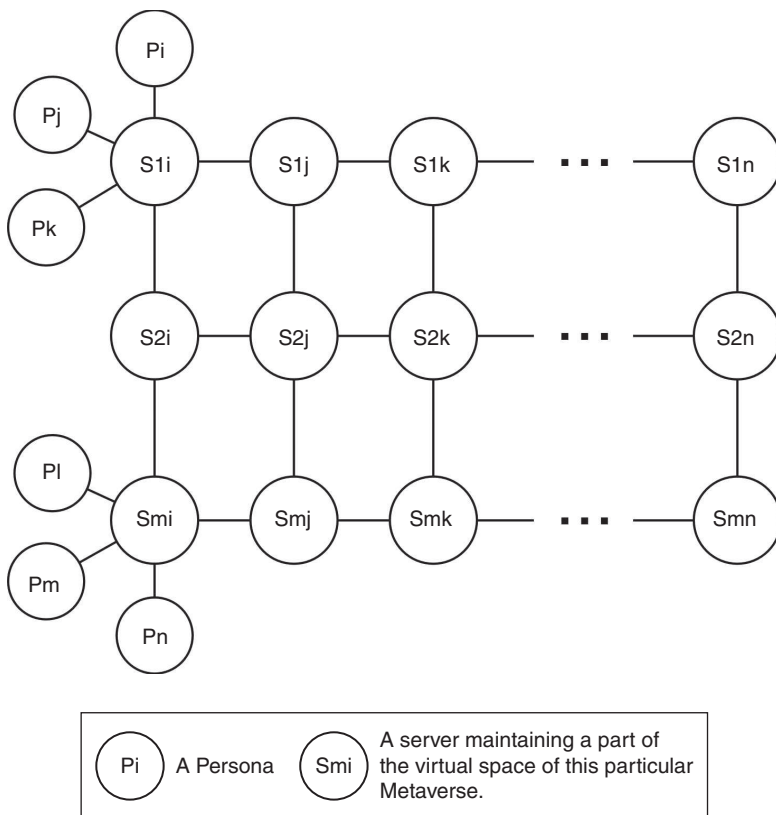 Pi
Pj
S1i S1j S1k ... S1n
Pk
S2i S2j S2k ... S2n
Pl
Smi Smj Smk ... Smn
Pm
Pn
Pi A Persona
Smi A server maintaining a part of
the virtual space of this particular
Metaverse.